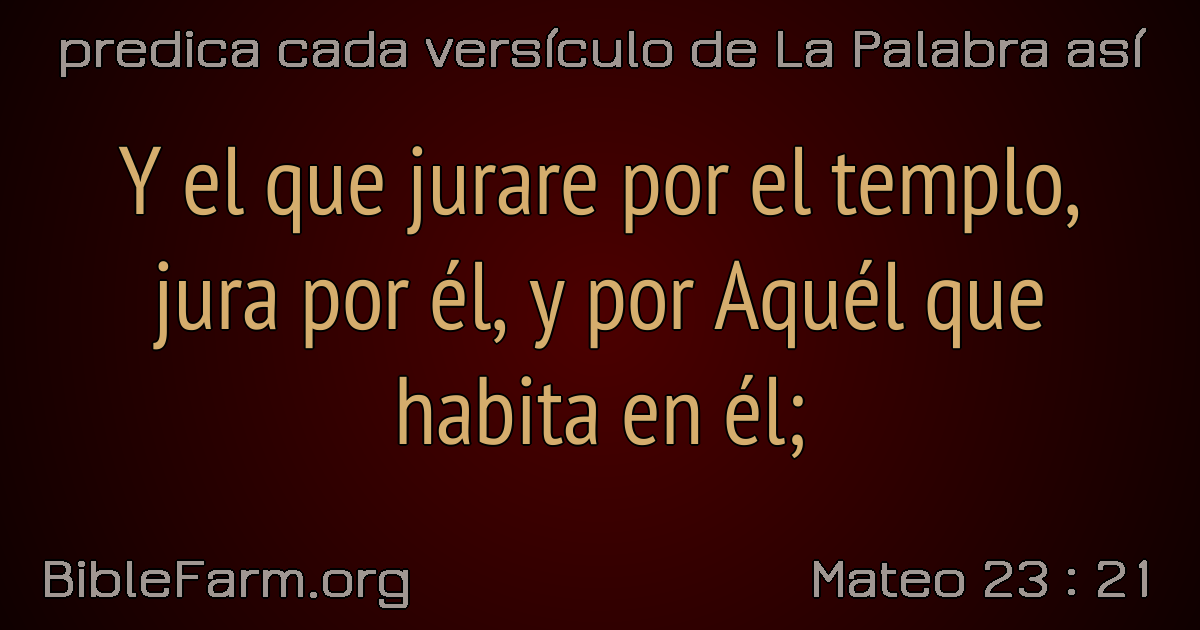 predica cada versículo de La Palabra así
Y el que jurare por el templo,
jura por él, y por Aquél que
habita en él;
BibleFarm.org
Mateo 23 : 21